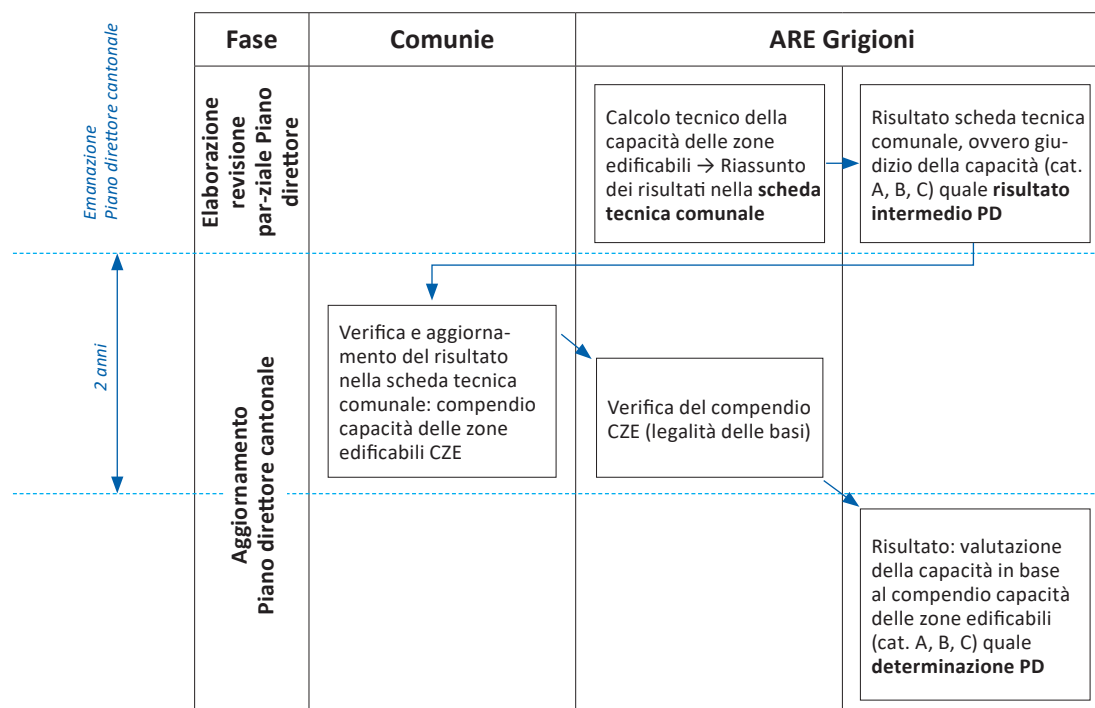 Fase
Comunie
ARE Grigioni
Emanazione
Piano direttore cantonale
Elaborazione
revisione
par-ziale Piano
direttore
Calcolo tecnico della
capacità delle zone
edificabili → Riassunto
dei risultati nella scheda
tecnica comunale
Risultato scheda tecnica
comunale, ovvero giu-
dizio della capacità (cat.
A, B, C) quale risultato
intermedio PD
2 anni
Aggiornamento
Piano direttore cantonale
Verifica e aggiorna-
mento del risultato
nella scheda tecnica
comunale: compendio
capacità delle zone
edificabili CZE
Verifica del compendio
CZE (legalità delle basi)
Risultato: valutazione
della capacità in base
al compendio capacità
delle zone edificabili
(cat. A, B, C) quale
determinazione PD